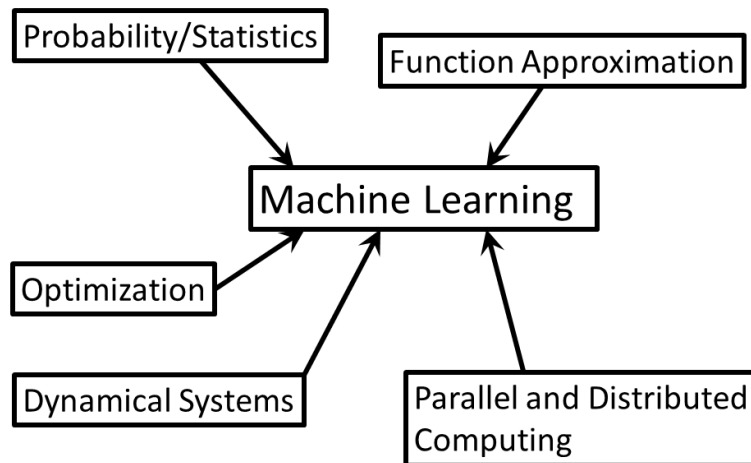 Probability/Statistics
Function Approximation
Machine Learning
Optimization
Dynamical Systems
Parallel and Distributed
Computing